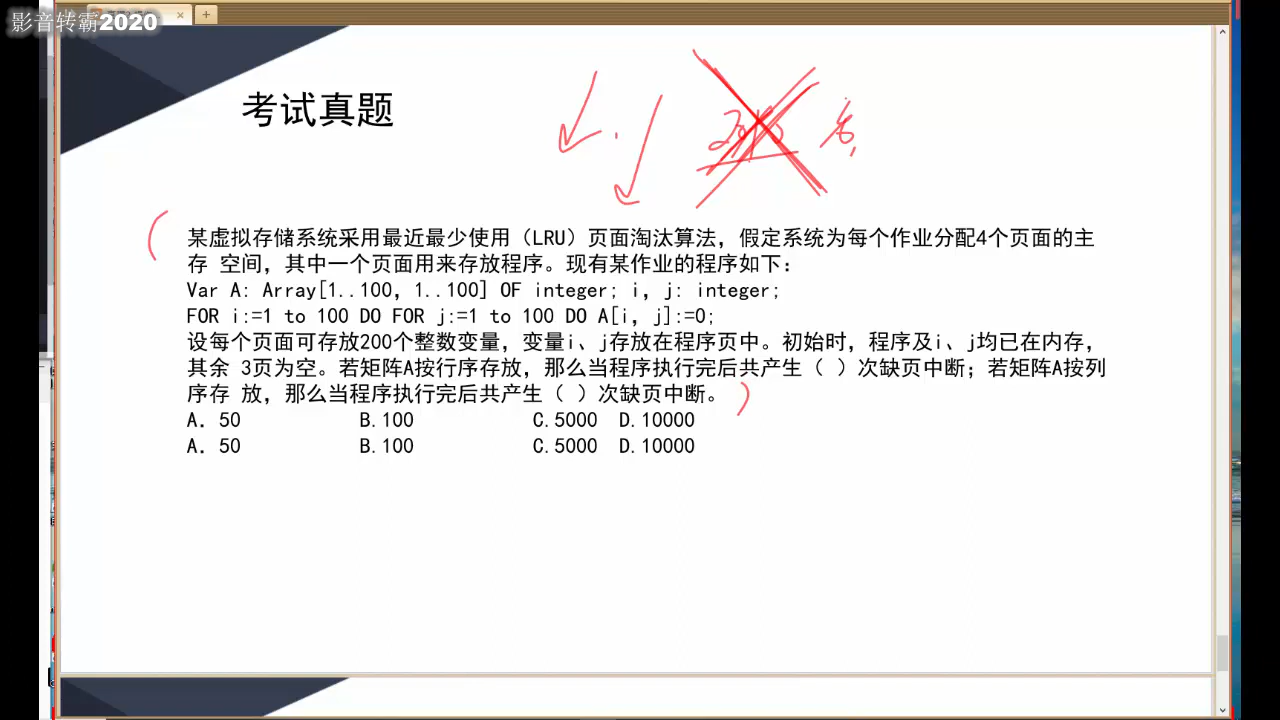 影音转霸2020
考试真题
某虚拟存储系统采用最近最少使用（LRU）页面淘汰算法，假定系统为每个作业分配4个页面的主
存 空间，其中一个页面用来存放程序。现有某作业的程序如下：
Var A: Array[1..100，1..100] OF integer; i，j: integer;
FOR i:=1 to 100 DO FOR j:=1 to 100 DO A[i，j]:=0;
设每个页面可存放200个整数变量，变量i、j存放在程序页中。初始时，程序及i、j均已在内存，
其余 3页为空。若矩阵A按行序存放，那么当程序执行完后共产生（ ）次缺页中断；若矩阵A按列
序存 放，那么当程序执行完后共产生（ ）次缺页中断。
A. 50 B.100 C.5000 D.10000
A. 50 B.100 C.5000 D.10000